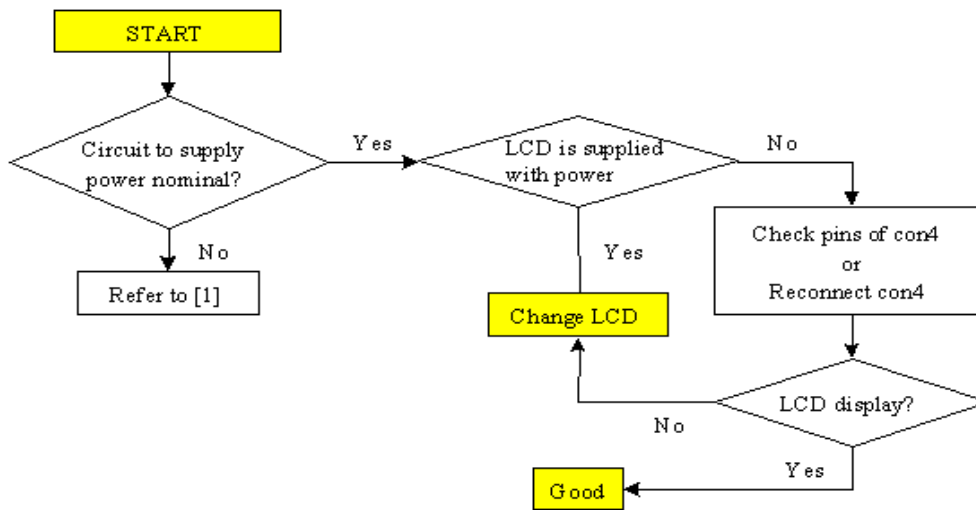 START
Circuit to supply
power nominal?
Yes
LCD is supplied
with power
No
No
Refer to [1]
Yes
Check pins of con4
or
Reconnect con4
Change LCD
LCD display?
No
Yes
Good